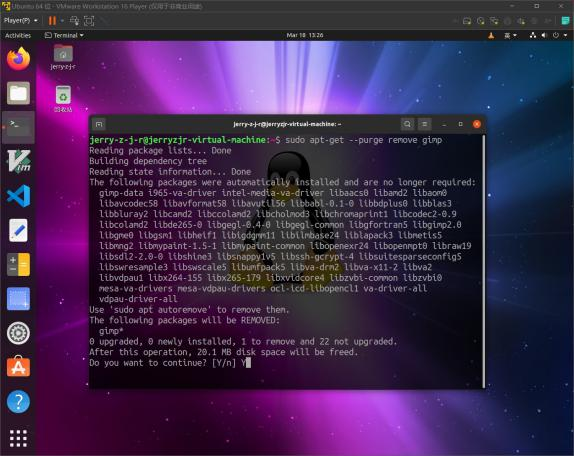 Ubuntu 64 位 - VMware Workstation 16 Player (仅用于非商业用途)
Player(P)
Activities
Terminal
Mar 18 13:26
英
jerry-z-j-r
回收站
jerry-z-j-r@jerryzjr-virtual-machine: ~
jerry-z-j-r@jerryzjr-virtual-machine:~$ sudo apt-get --purge remove gimp
Reading package lists... Done
Building dependency tree
Reading state information... Done
The following packages were automatically installed and are no longer required:
gimp-data i965-va-driver intel-media-va-driver libaacs0 libamd2 libaom0
libavcodec58 libavformat58 libavutil56 libbabl-0.1-0 libbdplus0 libblas3
libbluray2 libcamd2 libccolamd2 libcholmod3 libchromaprint1 libcodec2-0.9
libcolamd2 libde265-0 libgegl-0.4-0 libgegl-common libgfortran5 libgimp2.0
libgme0 libgsm1 libheif1 libigdgmm11 libilmbase24 liblapack3 libmetis5
libmng2 libmypaint-1.5-1 libmypaint-common libopenexr24 libopenmpt0 libraw19
libsdl2-2.0-0 libshine3 libsnappy1v5 libssh-gcrypt-4 libsuitesparseconfig5
libswresample3 libswscale5 libumfpack5 libva-drm2 libva-x11-2 libva2
libvdpau1 libx264-155 libx265-179 libxvidcore4 libzvbi-common libzvbi0
mesa-va-drivers mesa-vdpau-drivers ocl-icd-libopencl1 va-driver-all
vdpau-driver-all
Use 'sudo apt autoremove' to remove them.
The following packages will be REMOVED:
gimp*
0 upgraded, 0 newly installed, 1 to remove and 22 not upgraded.
After this operation, 20.1 MB disk space will be freed.
Do you want to continue? [Y/n] Y